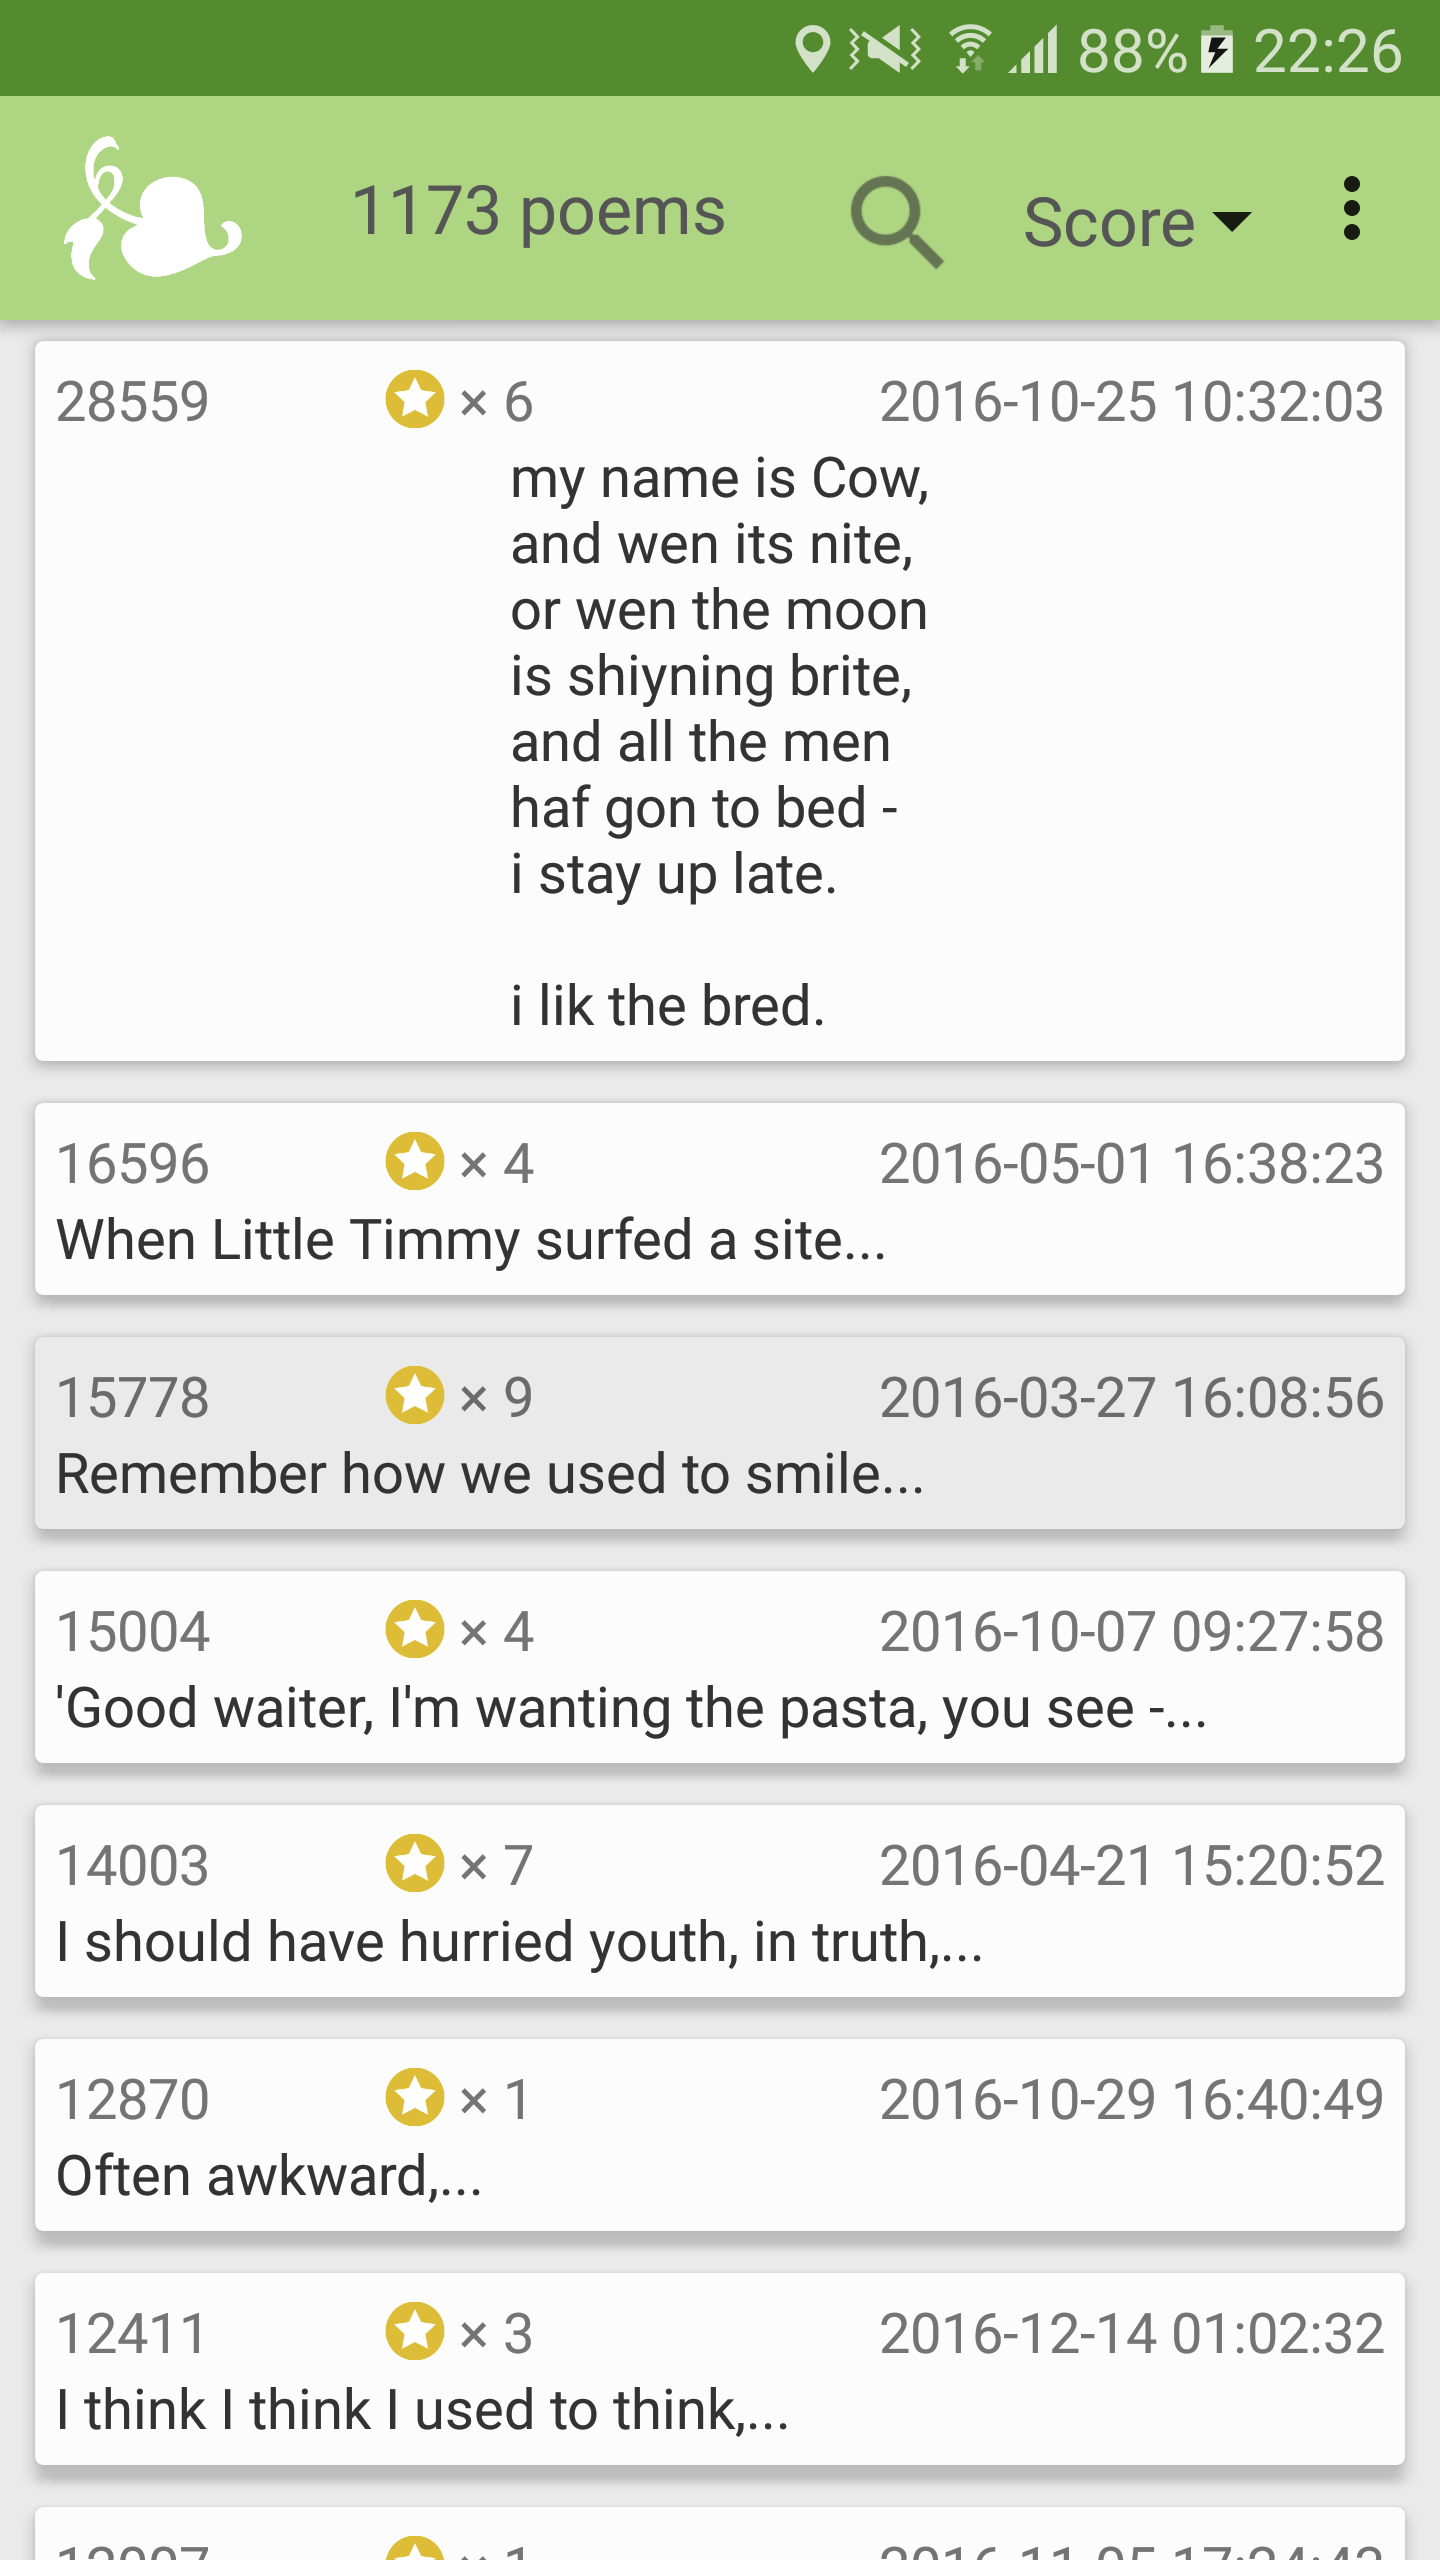 88% 22:26
1173 poems Score
28559 × 6 2016-10-25 10:32:03
my name is Cow,
and wen its nite,
or wen the moon
is shiyning brite,
and all the men
haf gon to bed -
i stay up late.
i lik the bred.
16596 × 4 2016-05-01 16:38:23
When Little Timmy surfed a site...
15778 × 9 2016-03-27 16:08:56
Remember how we used to smile...
15004 × 4 2016-10-07 09:27:58
'Good waiter, I'm wanting the pasta, you see -...
14003 × 7 2016-04-21 15:20:52
I should have hurried youth, in truth,...
12870 × 1 2016-10-29 16:40:49
Often awkward,...
12411 × 3 2016-12-14 01:02:32
I think I think I used to think,...